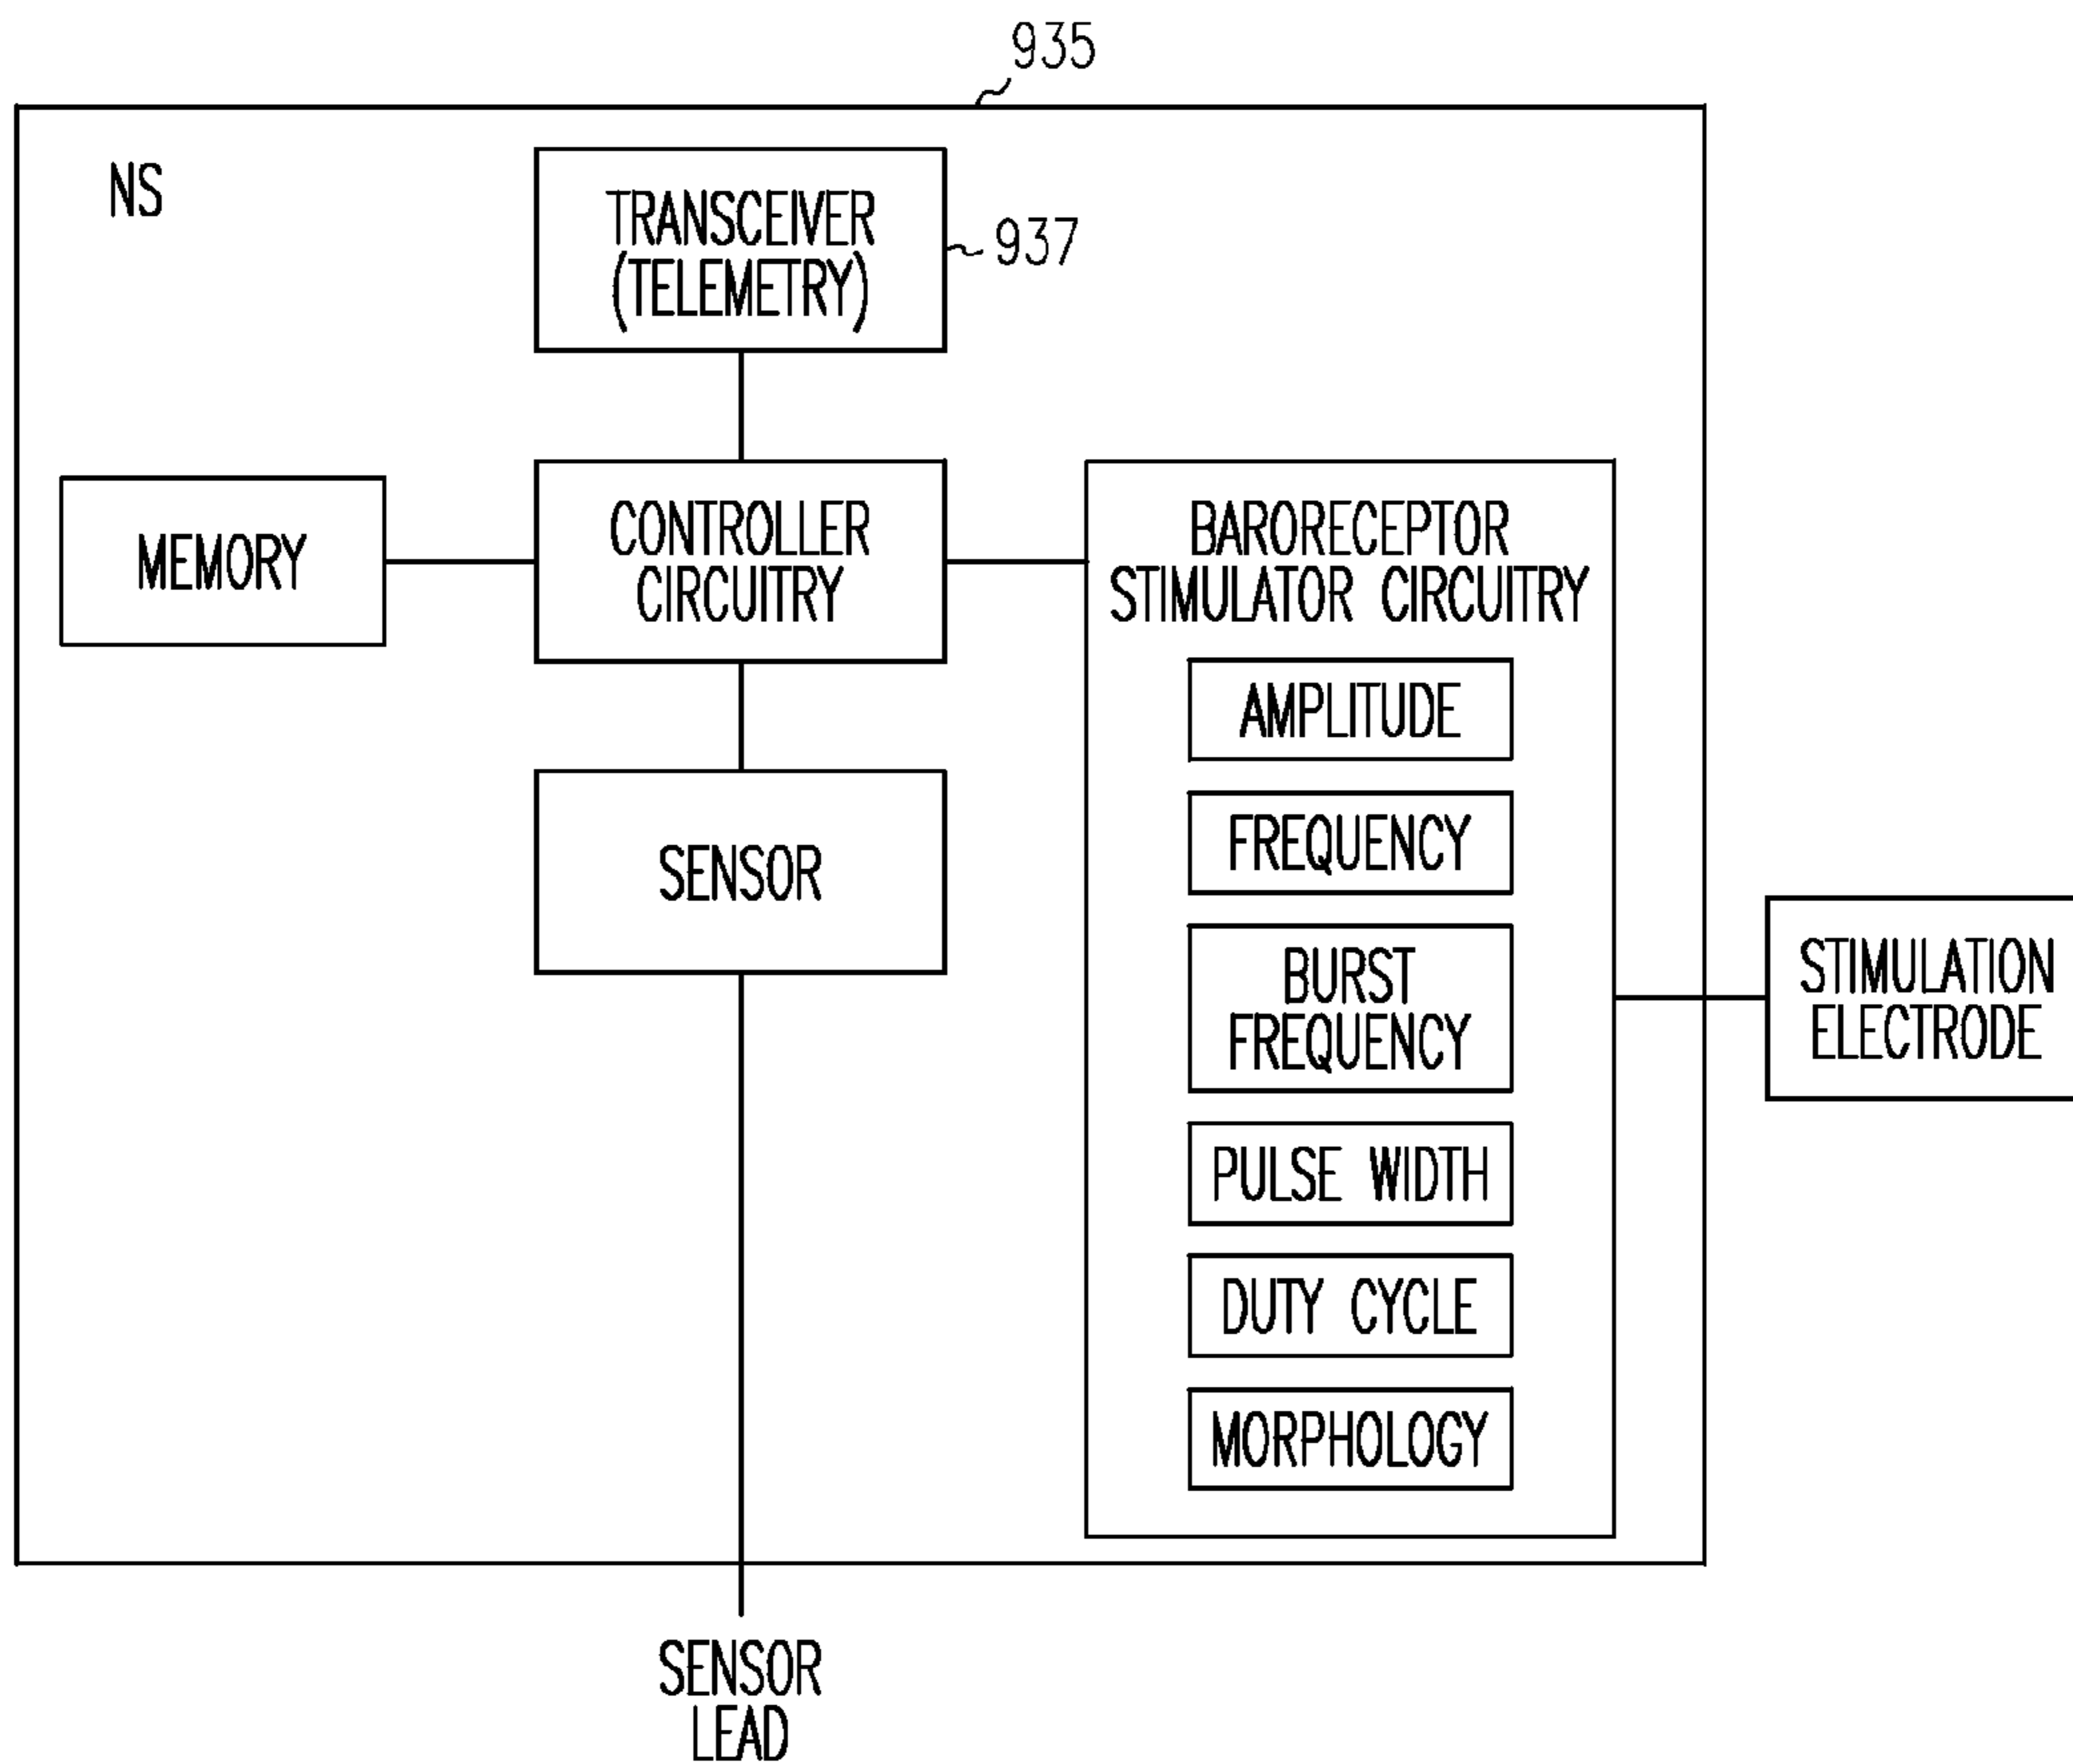 935
NS
TRANSCEIVER
(TELEMETRY)
937
MEMORY
CONTROLLER
CIRCUITRY
BARORECEPTOR
STIMULATOR CIRCUITRY
AMPLITUDE
FREQUENCY
SENSOR
BURST
FREQUENCY
STIMULATION
ELECTRODE
PULSE WIDTH
DUTY CYCLE
MORPHOLOGY
SENSOR
LEAD